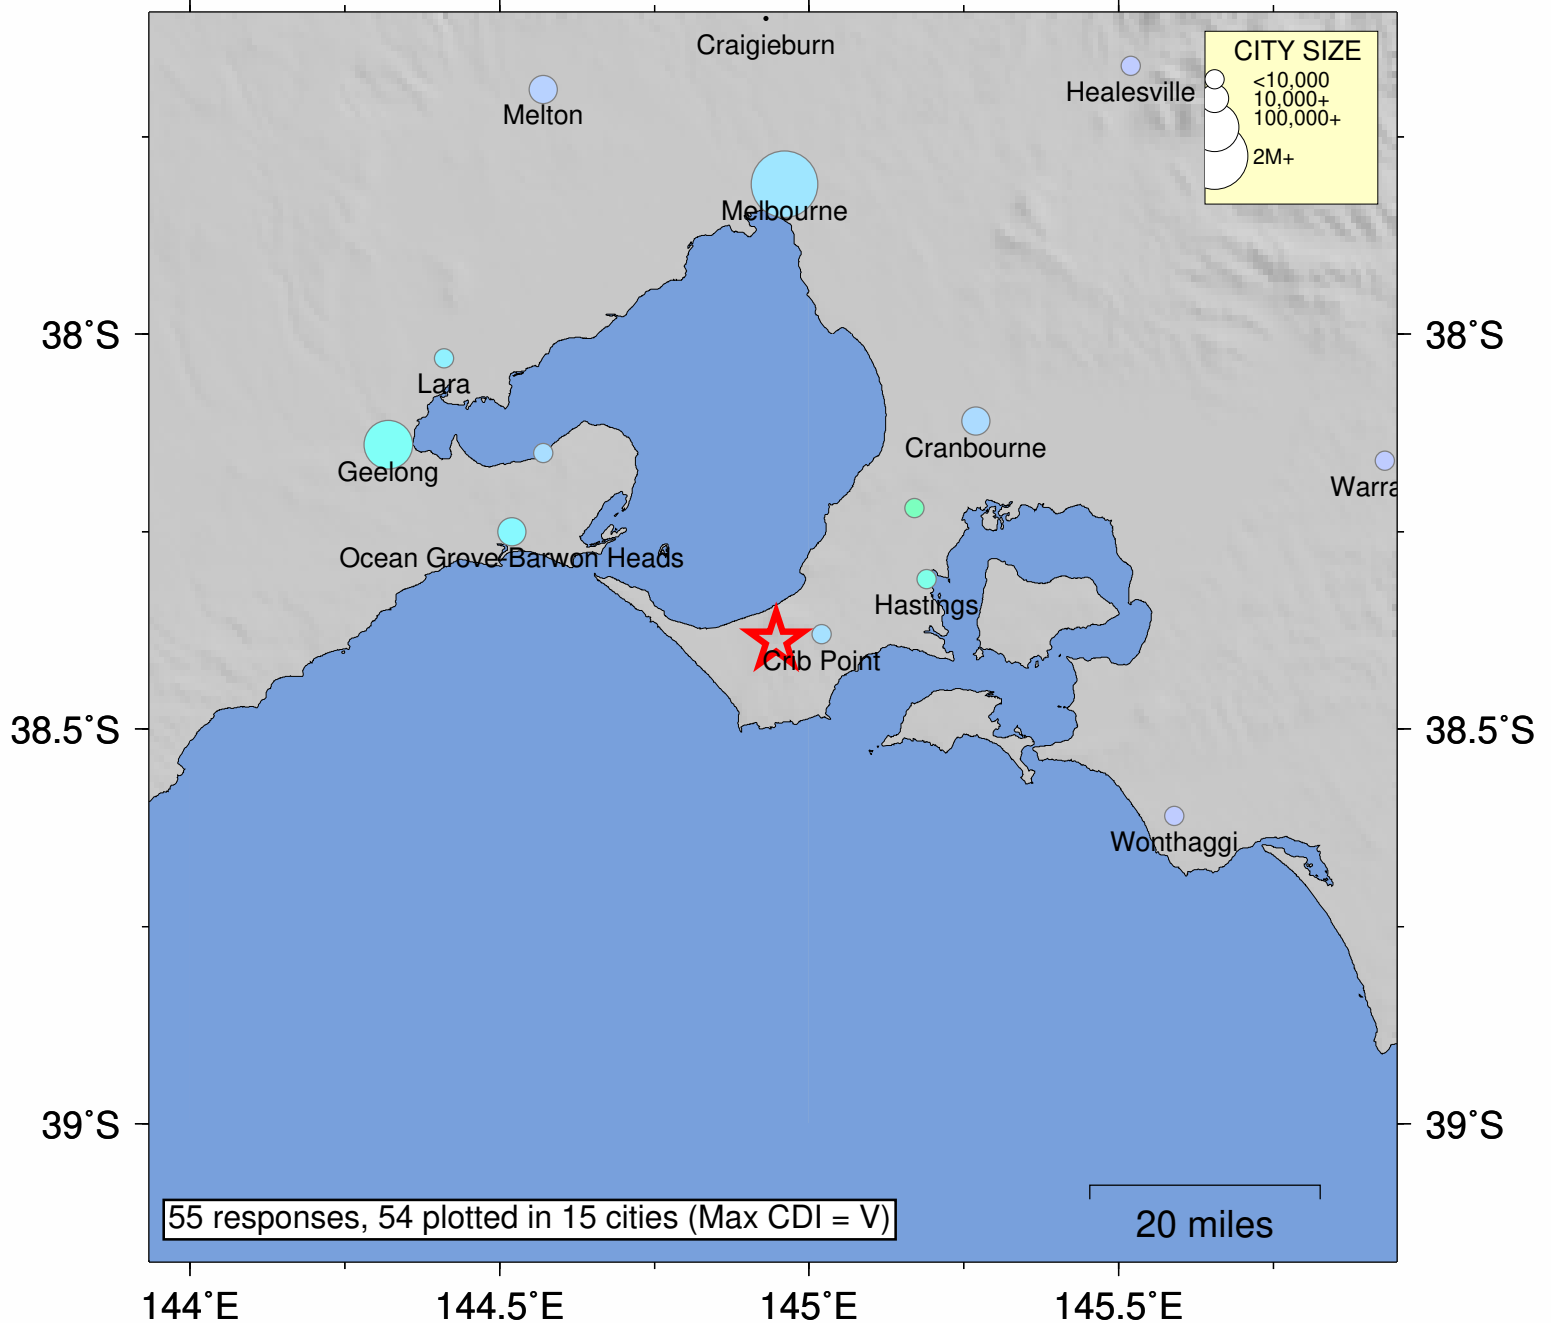 Craigieburn
CITY SIZE
<10,000
10,000+
100,000+
2M+
Healesville
Melton
Melbourne
38˚S
38˚S
Lara
Cranbourne
Geelong
Warra
Ocean Grove-Barwon Heads
Hastings
Crib Point
38.5˚S
38.5˚S
Wonthaggi
39˚S
39˚S
55 responses, 54 plotted in 15 cities (Max CDI = V)
20 miles
144˚E
144.5˚E
145˚E
145.5˚E